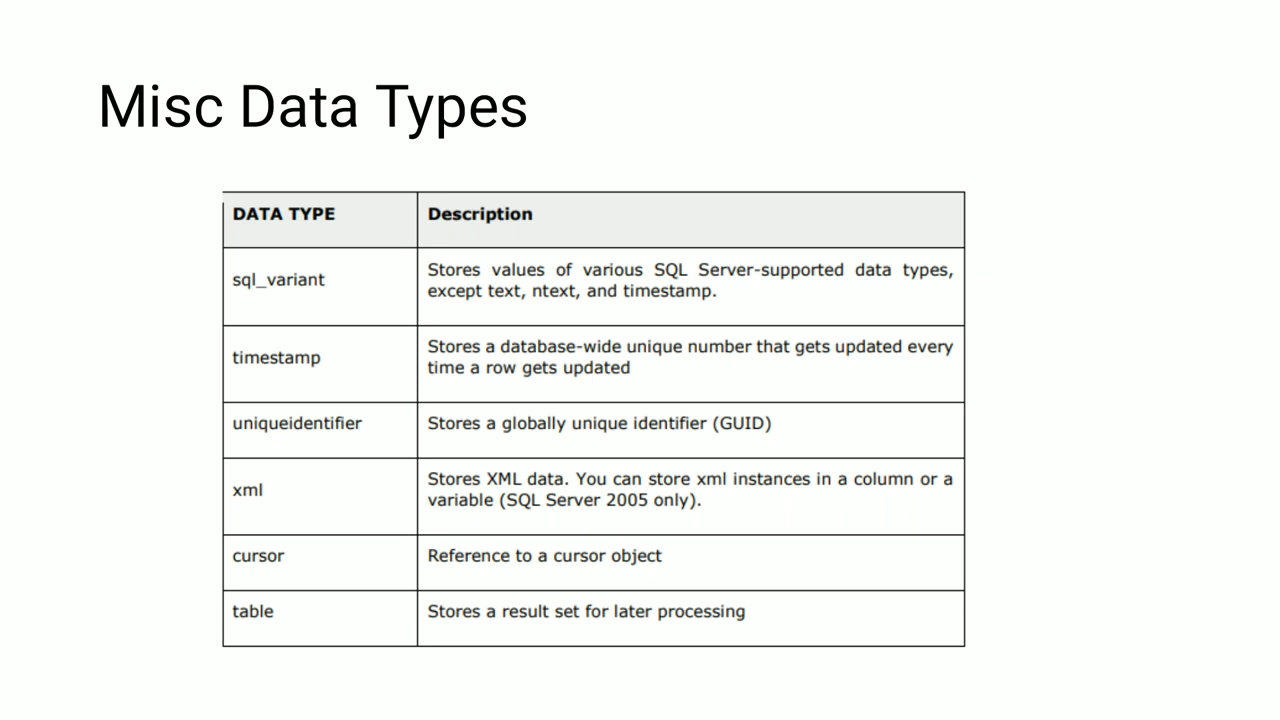 Misc Data Types
DATA TYPE
Description
sql_variant
Stores values of various SQL Server-supported data types,
except text, ntext, and timestamp.
timestamp
Stores a database-wide unique number that gets updated every
time a row gets updated
uniqueidentifier
Stores a globally unique identifier (GUID)
xml
Stores XML data. You can store xml instances in a column or a
variable (SQL Server 2005 only).
cursor
Reference to a cursor object
table
Stores a result set for later processing